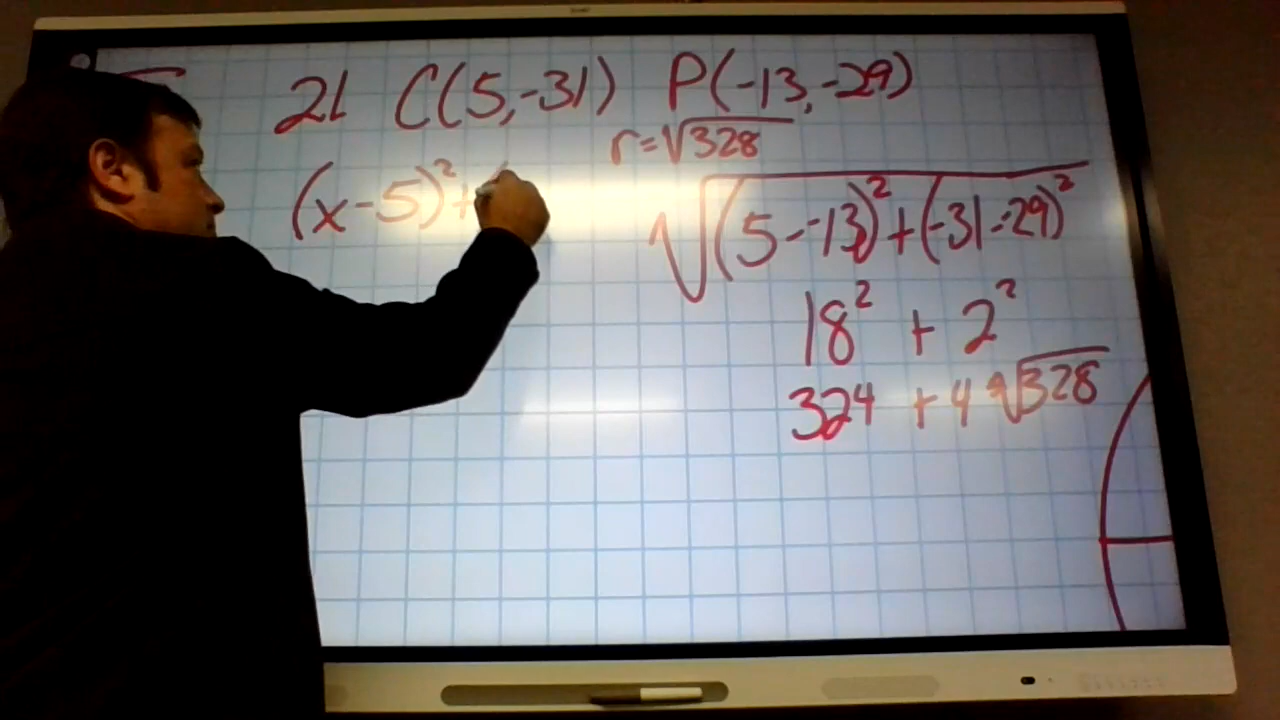 21 C(5,-31) P(-13,-29)
r=√328
(x-5)²+(
√(5--13)²+(-31--29)²
18² + 2²
324 + 4 √328